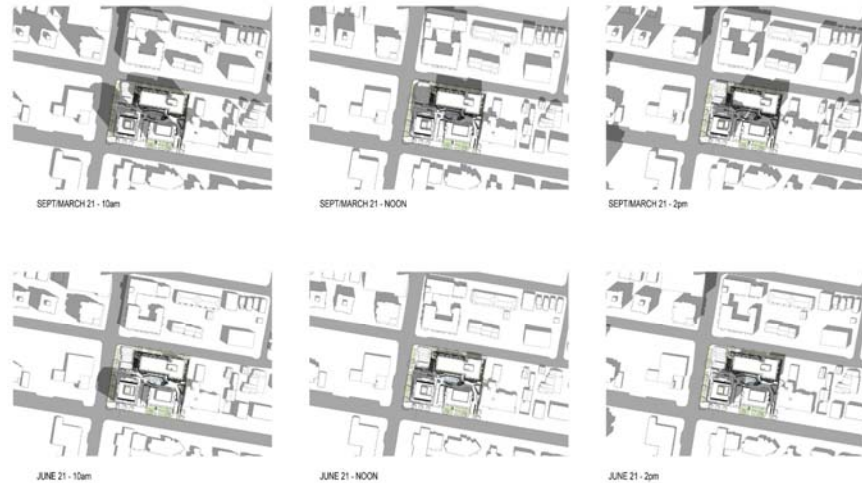 SEPT/MARCH 21 - 10am
SEPT/MARCH 21 - NOON
SEPT/MARCH 21 - 2pm
JUNE 21 - 10am
JUNE 21 - NOON
JUNE 21 - 2pm